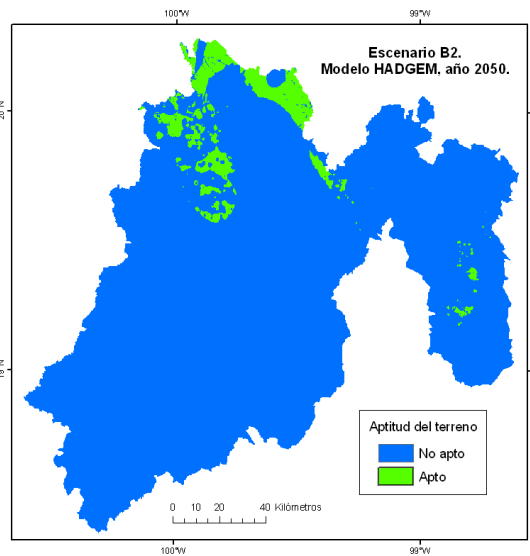 100°W
99°W
Escenario B2.
Modelo HADGEM, año 2050.
20°N
19°N
Aptitud del terreno
No apto
Apto
0 10 20 40 Kilómetros
100°W
99°W